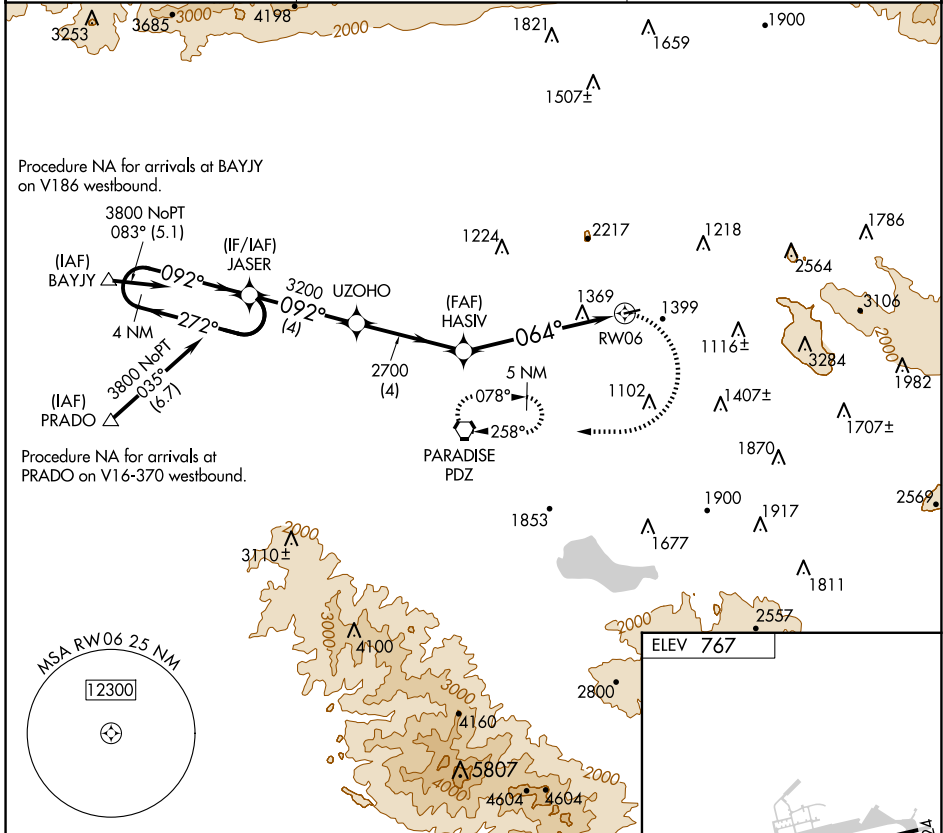 3253
3685
3000
4198
2000
1821
1659
1900
1507±
Procedure NA for arrivals at BAYJY
on V186 westbound.
3800 NoPT
083° (5.1)
(IAF)
BAYJY
092°
(IF/IAF)
JASER
3200
092°
(4)
UZOHO
4 NM
272°
3800 NoPT
035°
(6.7)
(IAF)
PRADO
Procedure NA for arrivals at
PRADO on V16-370 westbound.
2700
(4)
(FAF)
HASIV
064°
1224
2217
1218
1786
2564
1369
RW06
1399
3106
2000
1116±
3284
1982
5 NM
078°
258°
PARADISE
PDZ
1102
1407±
1707±
1870
2569
1853
1900
1917
1677
1811
2000
3110±
3000
4100
2000
2557
2800
3000
4160
5807
4000
4604
4604
2000
MSA RW06 25 NM
12300
ELEV 767
24